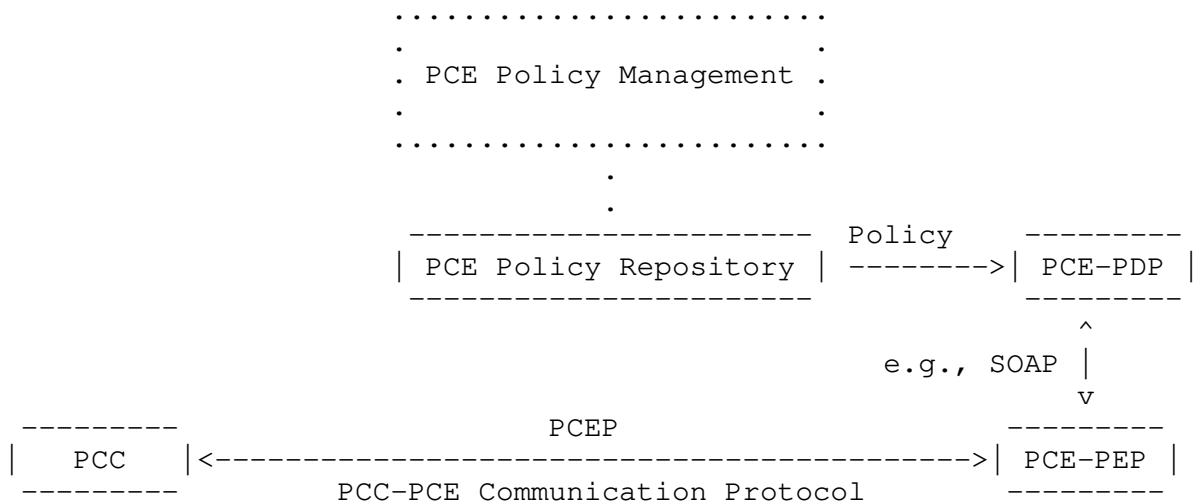 PCE Policy Management
Policy
PCE Policy Repository
PCE-PDP
e.g., SOAP
PCEP
PCC
PCE-PEP
PCC-PCE Communication Protocol